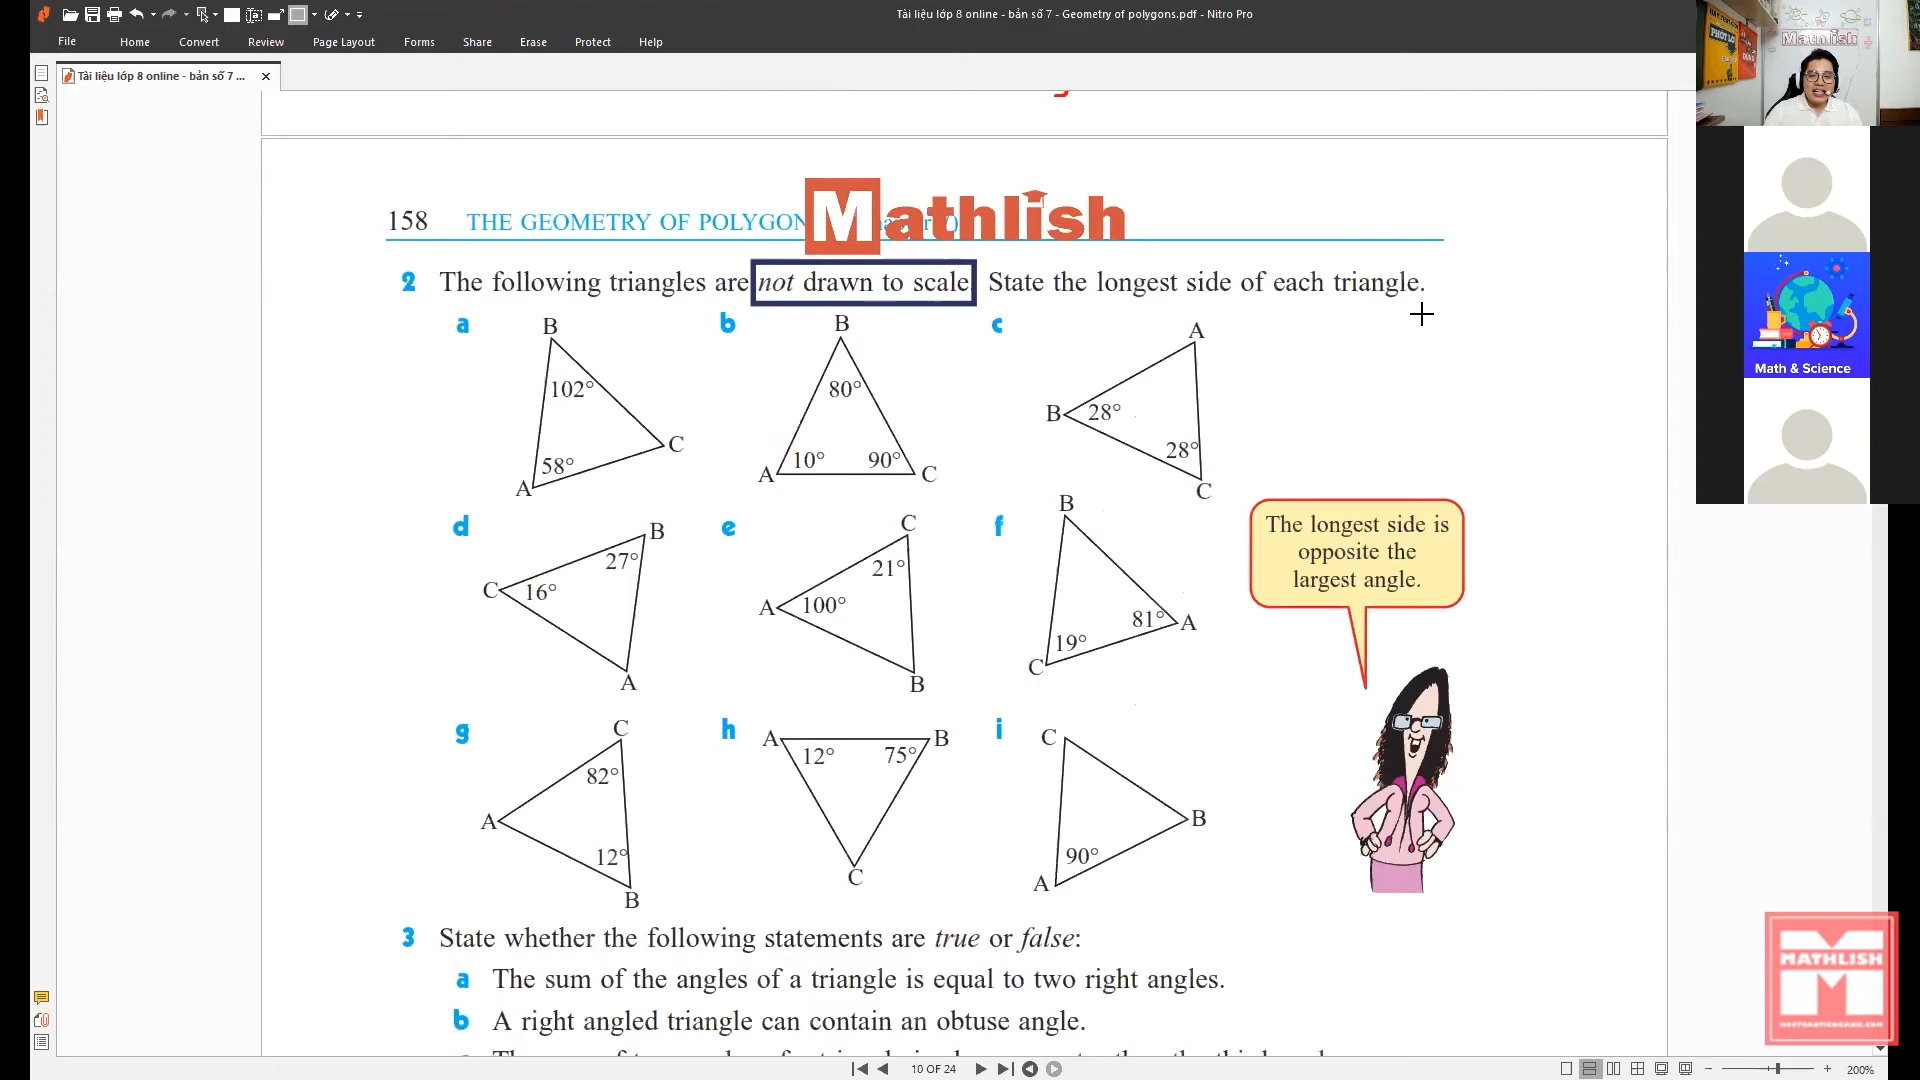 Tài liệu lớp 8 online - bản số 7 - Geometry of polygons.pdf - Nitro Pro
File Home Convert Review Page Layout Forms Share Erase Protect Help
Tài liệu lớp 8 online - bản số 7 ...
158 THE GEOMETRY OF POLYGON
Mathlish
2 The following triangles are not drawn to scale. State the longest side of each triangle.
a B 102° 58° A C
b B 80° 10° 90° A C
c A B 28° 28° C
d B 27° C 16° A
e C 21° A 100° B
f B 81° A 19° C
The longest side is
opposite the
largest angle.
g C 82° A 12° B
h A 12° 75° B C
i C B 90° A
3 State whether the following statements are true or false:
a The sum of the angles of a triangle is equal to two right angles.
b A right angled triangle can contain an obtuse angle.
Mathlish
Math & Science
MATHLISH
10 OF 24
200%